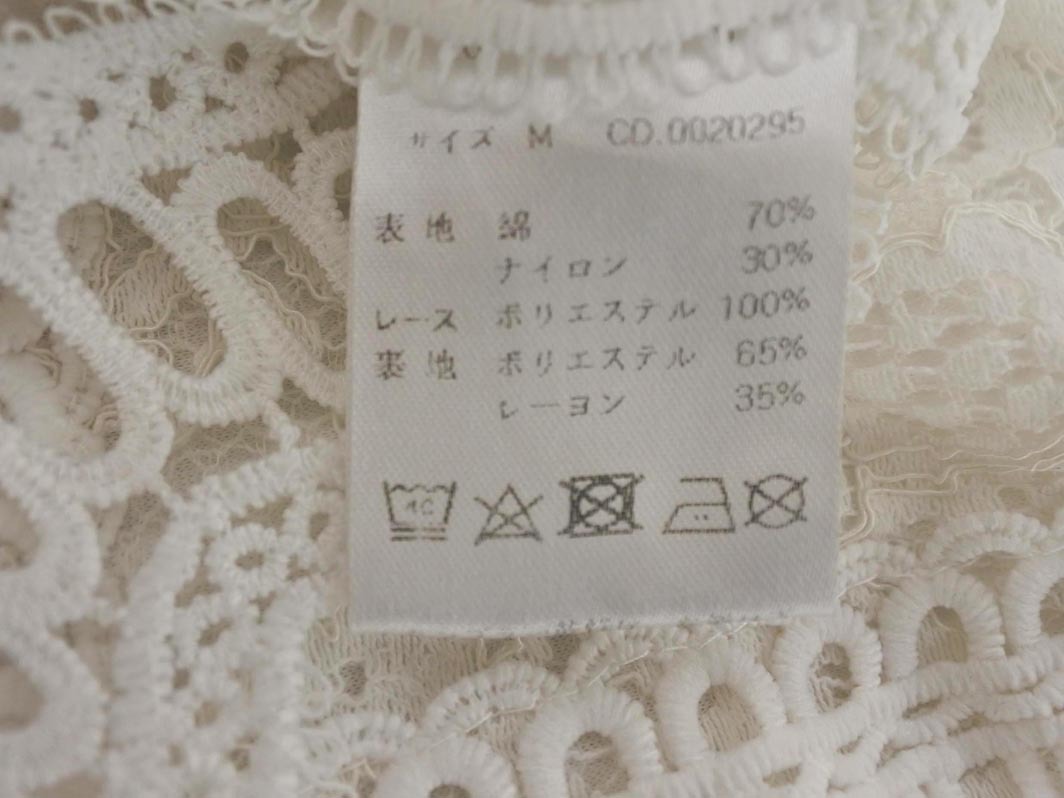 サイズ M CD.0020295
表地 綿 70%
ナイロン 30%
レース ポリエステル 100%
裏地 ポリエステル 65%
レーヨン 35%
40